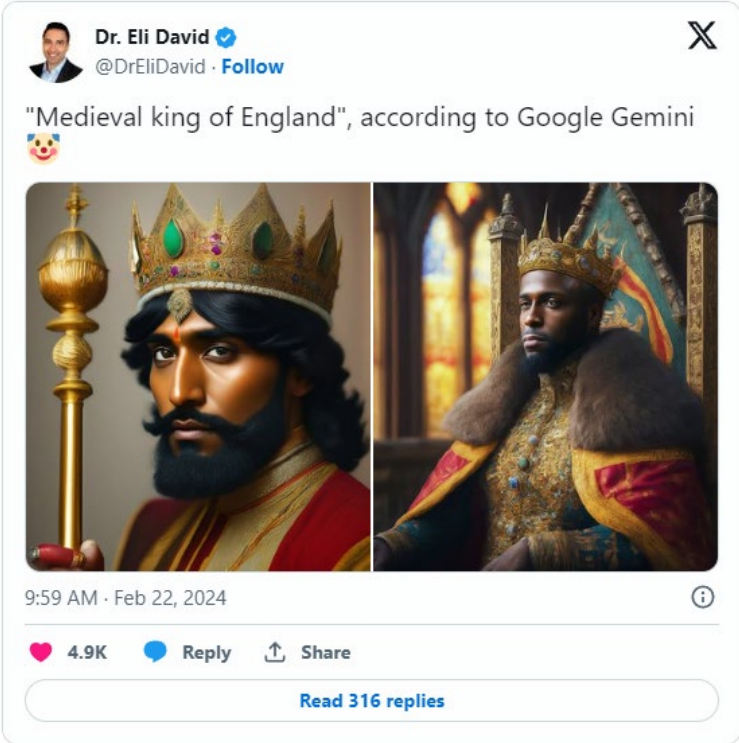 Dr. Eli David
@DrEliDavid · Follow
"Medieval king of England", according to Google Gemini
🤡
9:59 AM · Feb 22, 2024
4.9K Reply Share
Read 316 replies